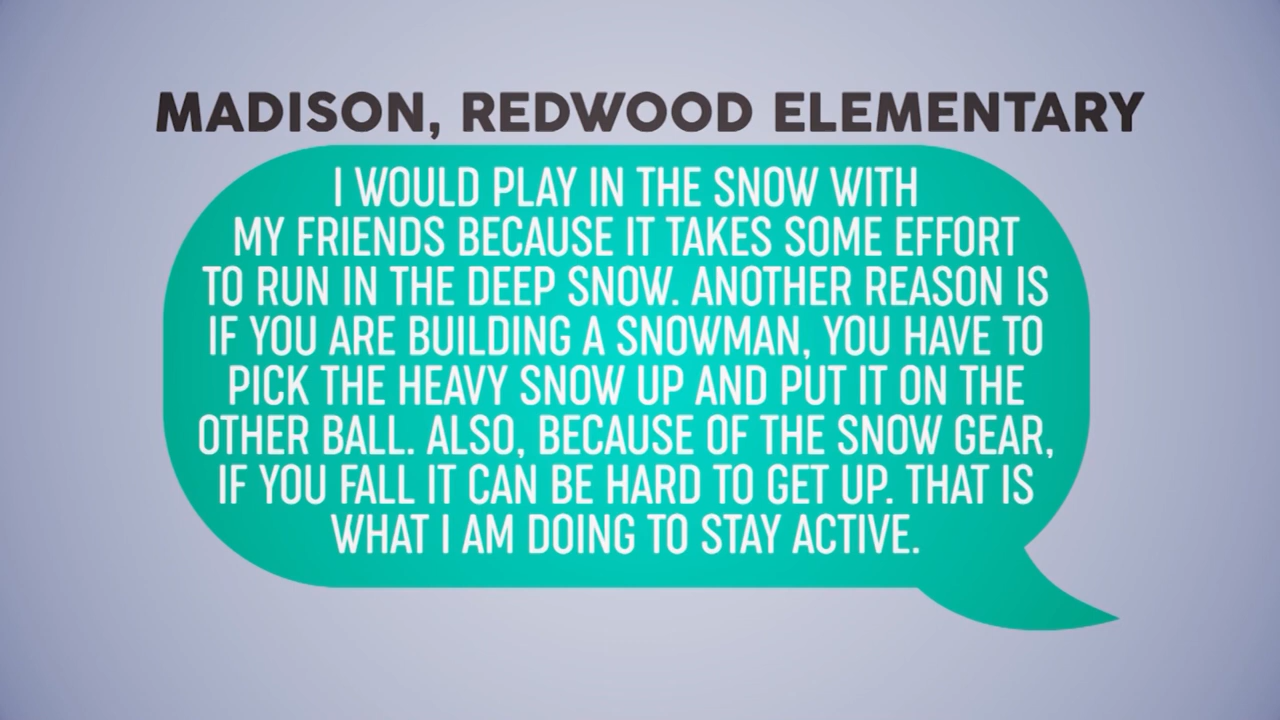 MADISON, REDWOOD ELEMENTARY
I WOULD PLAY IN THE SNOW WITH
MY FRIENDS BECAUSE IT TAKES SOME EFFORT
TO RUN IN THE DEEP SNOW. ANOTHER REASON IS
IF YOU ARE BUILDING A SNOWMAN, YOU HAVE TO
PICK THE HEAVY SNOW UP AND PUT IT ON THE
OTHER BALL. ALSO, BECAUSE OF THE SNOW GEAR,
IF YOU FALL IT CAN BE HARD TO GET UP. THAT IS
WHAT I AM DOING TO STAY ACTIVE.